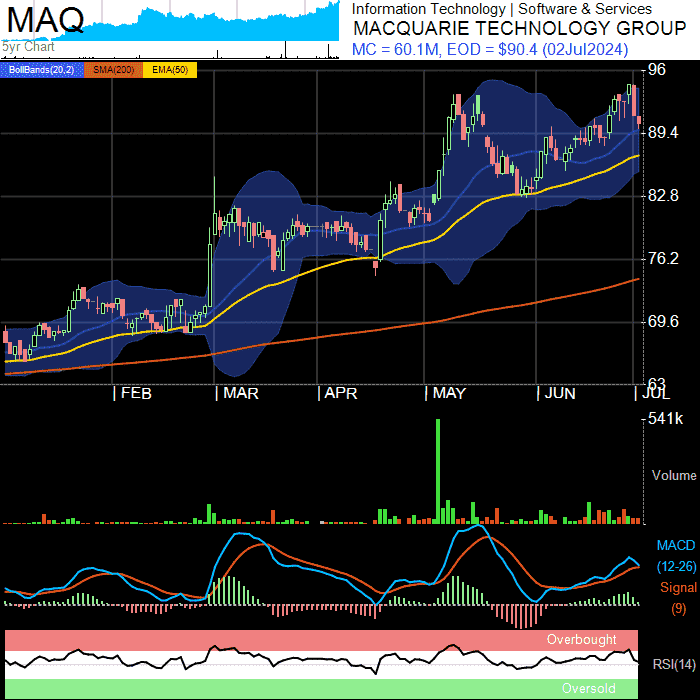 MAQ
5yr Chart
Information Technology | Software & Services
MACQUARIE TECHNOLOGY GROUP
MC = 60.1M, EOD = $90.4 (02Jul2024)
BollBands(20,2) SMA(200) EMA(50)
96
89.4
82.8
76.2
69.6
63
FEB MAR APR MAY JUN JUL
541k
Volume
MACD
(12-26)
Signal
(9)
Overbought
RSI(14)
Oversold